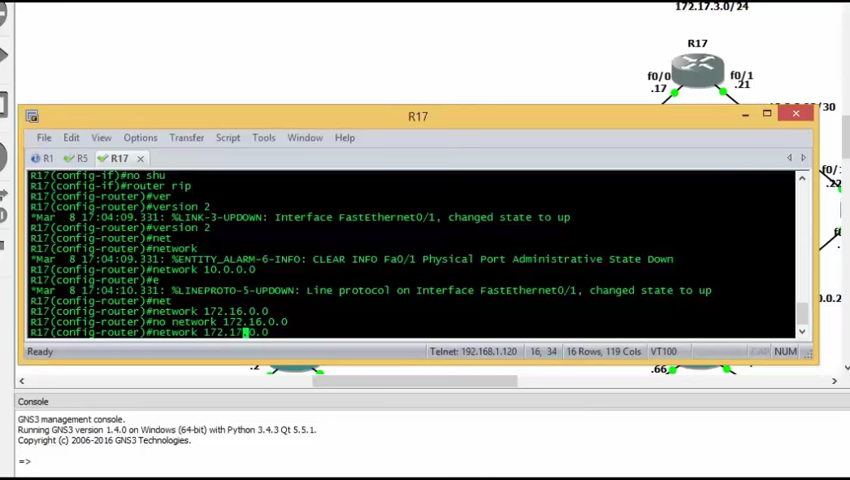 172.17.3.0/24
R17
f0/0
f0/1
.17
.21
/30
R17
File Edit View Options Transfer Script Tools Window Help
R1 R5 R17
R17(config-if)#no shu
R17(config-if)#router rip
R17(config-router)#ver
R17(config-router)#version 2
*Mar 8 17:04:09.331: %LINK-3-UPDOWN: Interface FastEthernet0/1, changed state to up
R17(config-router)#version 2
R17(config-router)#net
R17(config-router)#network
*Mar 8 17:04:09.331: %ENTITY_ALARM-6-INFO: CLEAR INFO Fa0/1 Physical Port Administrative State Down
R17(config-router)#network 10.0.0.0
R17(config-router)#e
*Mar 8 17:04:10.331: %LINEPROTO-5-UPDOWN: Line protocol on Interface FastEthernet0/1, changed state to up
R17(config-router)#net
R17(config-router)#network 172.16.0.0
R17(config-router)#no network 172.16.0.0
R17(config-router)#network 172.17.0.0
Ready Telnet: 192.168.1.120 16, 34 16 Rows, 119 Cols VT100 CAP NUM
.2
.66
Console
GNS3 management console.
Running GNS3 version 1.4.0 on Windows (64-bit) with Python 3.4.3 Qt 5.5.1.
Copyright (c) 2006-2016 GNS3 Technologies.
=>